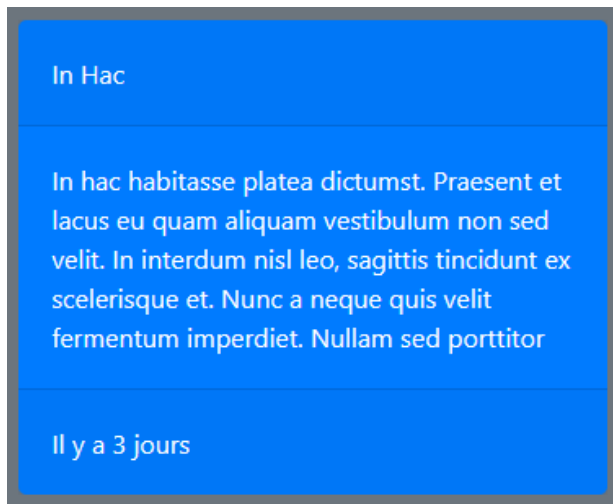 In Hac
In hac habitasse platea dictumst. Praesent et
lacus eu quam aliquam vestibulum non sed
velit. In interdum nisl leo, sagittis tincidunt ex
scelerisque et. Nunc a neque quis velit
fermentum imperdiet. Nullam sed porttitor
Il y a 3 jours